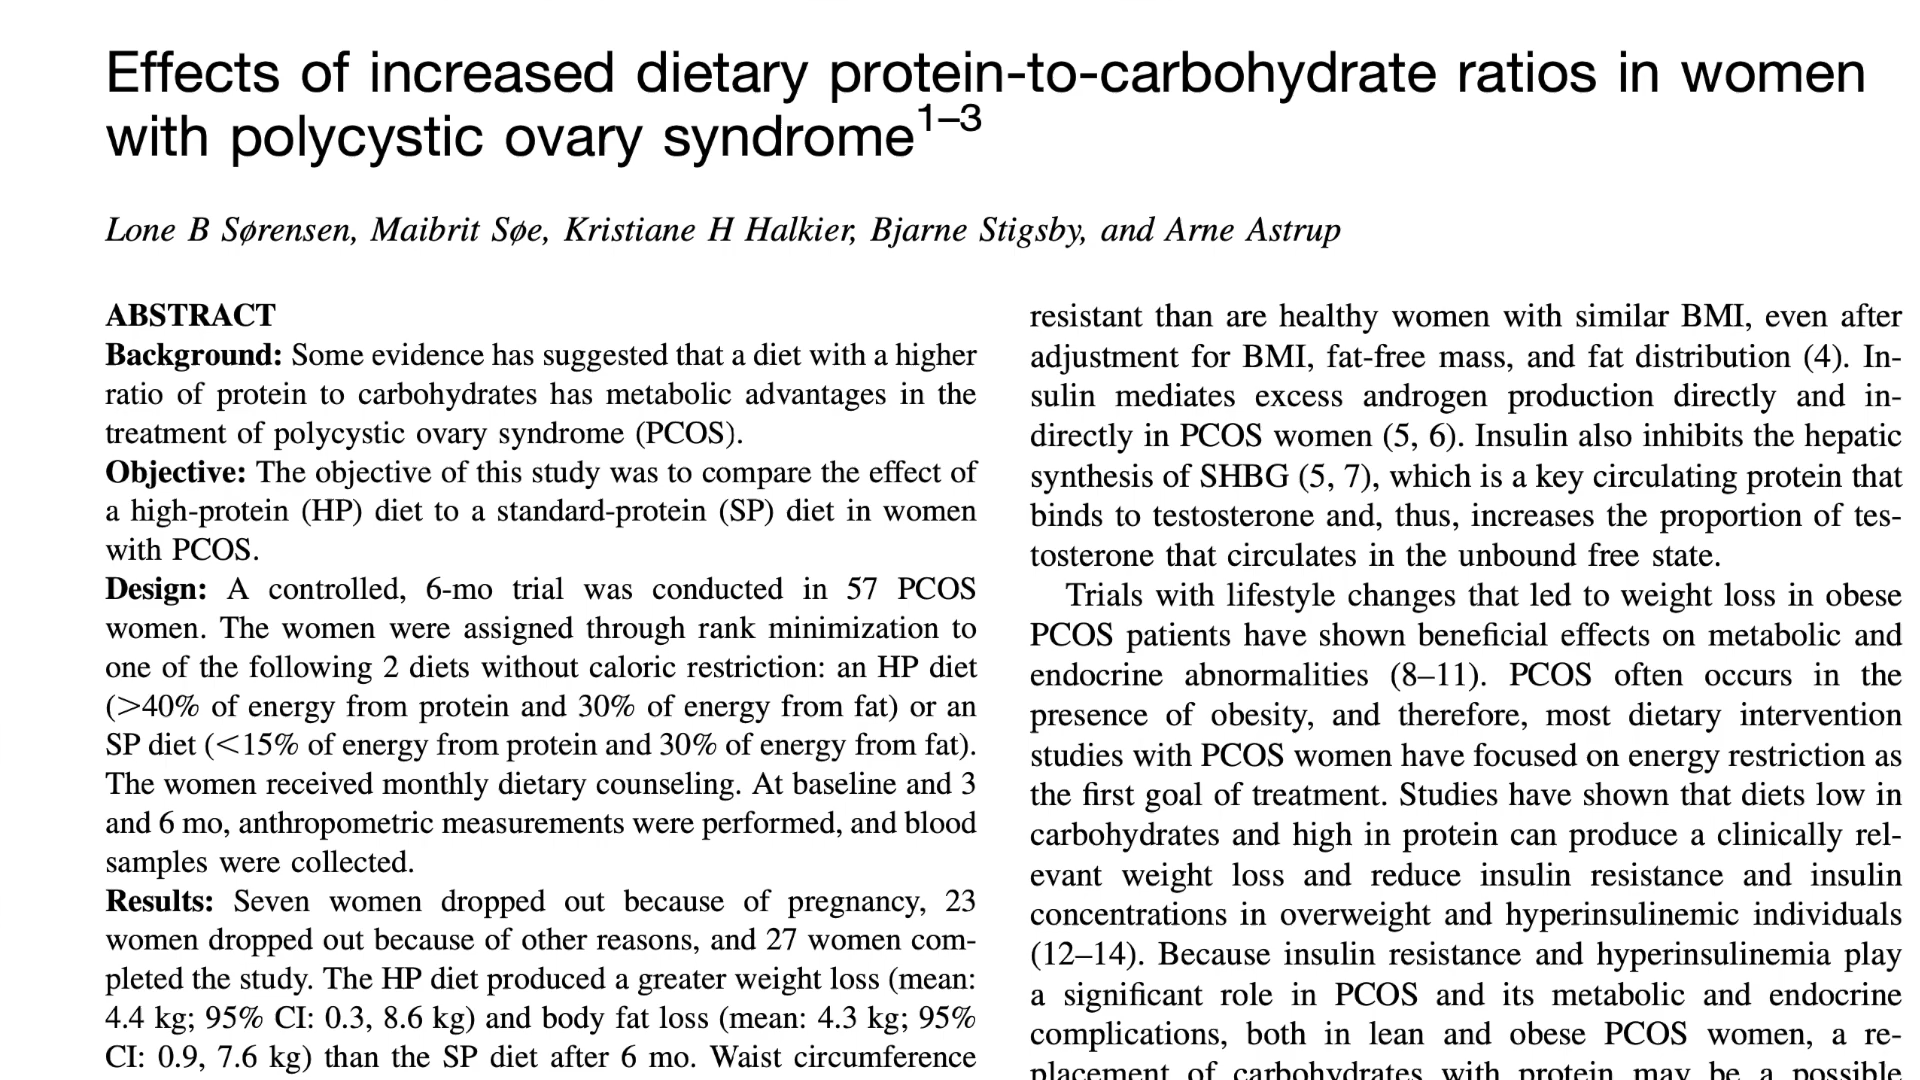 Effects of increased dietary protein-to-carbohydrate ratios in women
with polycystic ovary syndrome1–3
Lone B Sørensen, Maibrit Søe, Kristiane H Halkier, Bjarne Stigsby, and Arne Astrup
ABSTRACT
Background: Some evidence has suggested that a diet with a higher
ratio of protein to carbohydrates has metabolic advantages in the
treatment of polycystic ovary syndrome (PCOS).
Objective: The objective of this study was to compare the effect of
a high-protein (HP) diet to a standard-protein (SP) diet in women
with PCOS.
Design: A controlled, 6-mo trial was conducted in 57 PCOS
women. The women were assigned through rank minimization to
one of the following 2 diets without caloric restriction: an HP diet
(>40% of energy from protein and 30% of energy from fat) or an
SP diet (<15% of energy from protein and 30% of energy from fat).
The women received monthly dietary counseling. At baseline and 3
and 6 mo, anthropometric measurements were performed, and blood
samples were collected.
Results: Seven women dropped out because of pregnancy, 23
women dropped out because of other reasons, and 27 women com-
pleted the study. The HP diet produced a greater weight loss (mean:
4.4 kg; 95% CI: 0.3, 8.6 kg) and body fat loss (mean: 4.3 kg; 95%
CI: 0.9, 7.6 kg) than the SP diet after 6 mo. Waist circumference
resistant than are healthy women with similar BMI, even after
adjustment for BMI, fat-free mass, and fat distribution (4). In-
sulin mediates excess androgen production directly and in-
directly in PCOS women (5, 6). Insulin also inhibits the hepatic
synthesis of SHBG (5, 7), which is a key circulating protein that
binds to testosterone and, thus, increases the proportion of tes-
tosterone that circulates in the unbound free state.
Trials with lifestyle changes that led to weight loss in obese
PCOS patients have shown beneficial effects on metabolic and
endocrine abnormalities (8–11). PCOS often occurs in the
presence of obesity, and therefore, most dietary intervention
studies with PCOS women have focused on energy restriction as
the first goal of treatment. Studies have shown that diets low in
carbohydrates and high in protein can produce a clinically rel-
evant weight loss and reduce insulin resistance and insulin
concentrations in overweight and hyperinsulinemic individuals
(12–14). Because insulin resistance and hyperinsulinemia play
a significant role in PCOS and its metabolic and endocrine
complications, both in lean and obese PCOS women, a re-
placement of carbohydrates with protein may be a possible